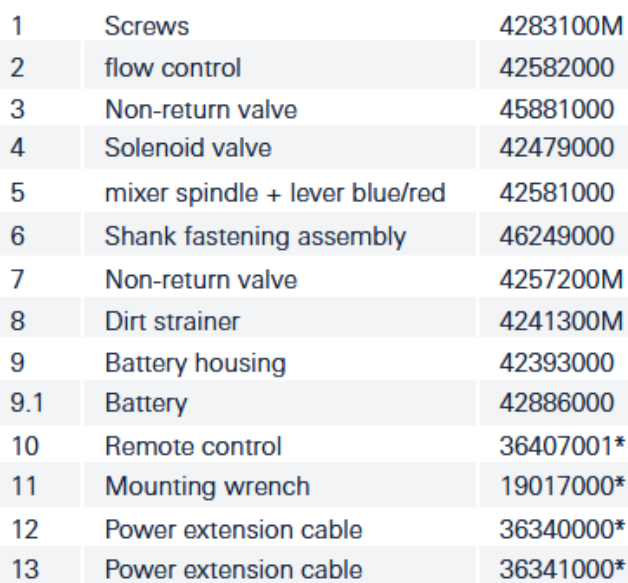 1 Screws 4283100M
2 flow control 42582000
3 Non-return valve 45881000
4 Solenoid valve 42479000
5 mixer spindle + lever blue/red 42581000
6 Shank fastening assembly 46249000
7 Non-return valve 4257200M
8 Dirt strainer 4241300M
9 Battery housing 42393000
9.1 Battery 42886000
10 Remote control 36407001*
11 Mounting wrench 19017000*
12 Power extension cable 36340000*
13 Power extension cable 36341000*